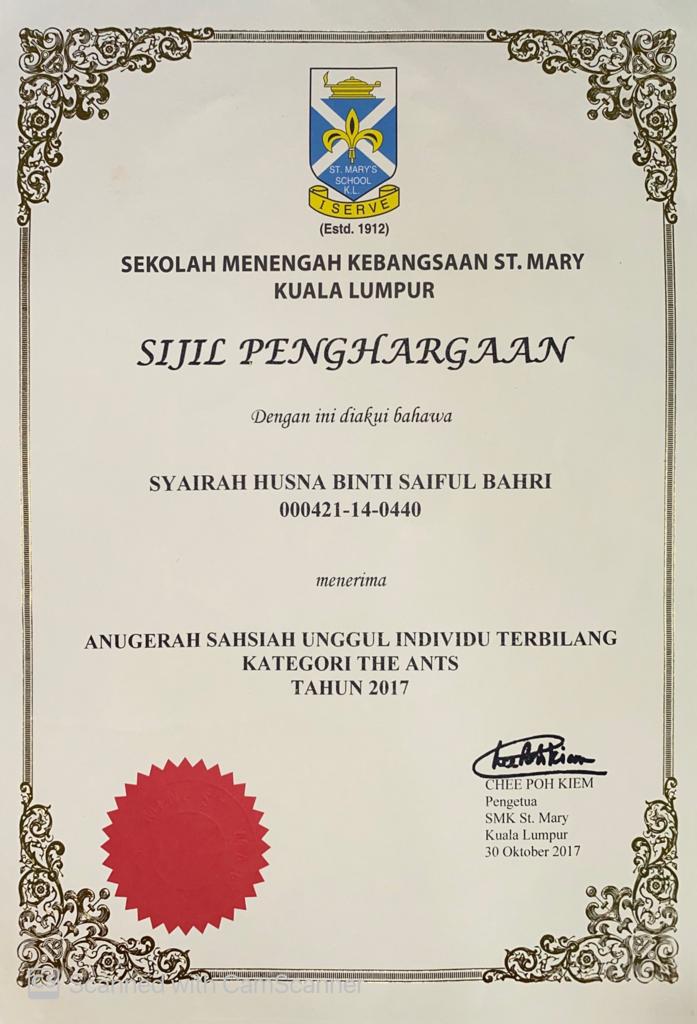 ST. MARY'S
SCHOOL
K.L.
I SERVE
(Estd. 1912)
SEKOLAH MENENGAH KEBANGSAAN ST. MARY
KUALA LUMPUR
SIJIL PENGHARGAAN
Dengan ini diakui bahawa
SYAIRAH HUSNA BINTI SAIFUL BAHRI
000421-14-0440
menerima
ANUGERAH SAHSIAH UNGGUL INDIVIDU TERBILANG
KATEGORI THE ANTS
TAHUN 2017
CHEE POH KIEM
Pengetua
SMK St. Mary
Kuala Lumpur
30 Oktober 2017
CS Scanned with CamScanner